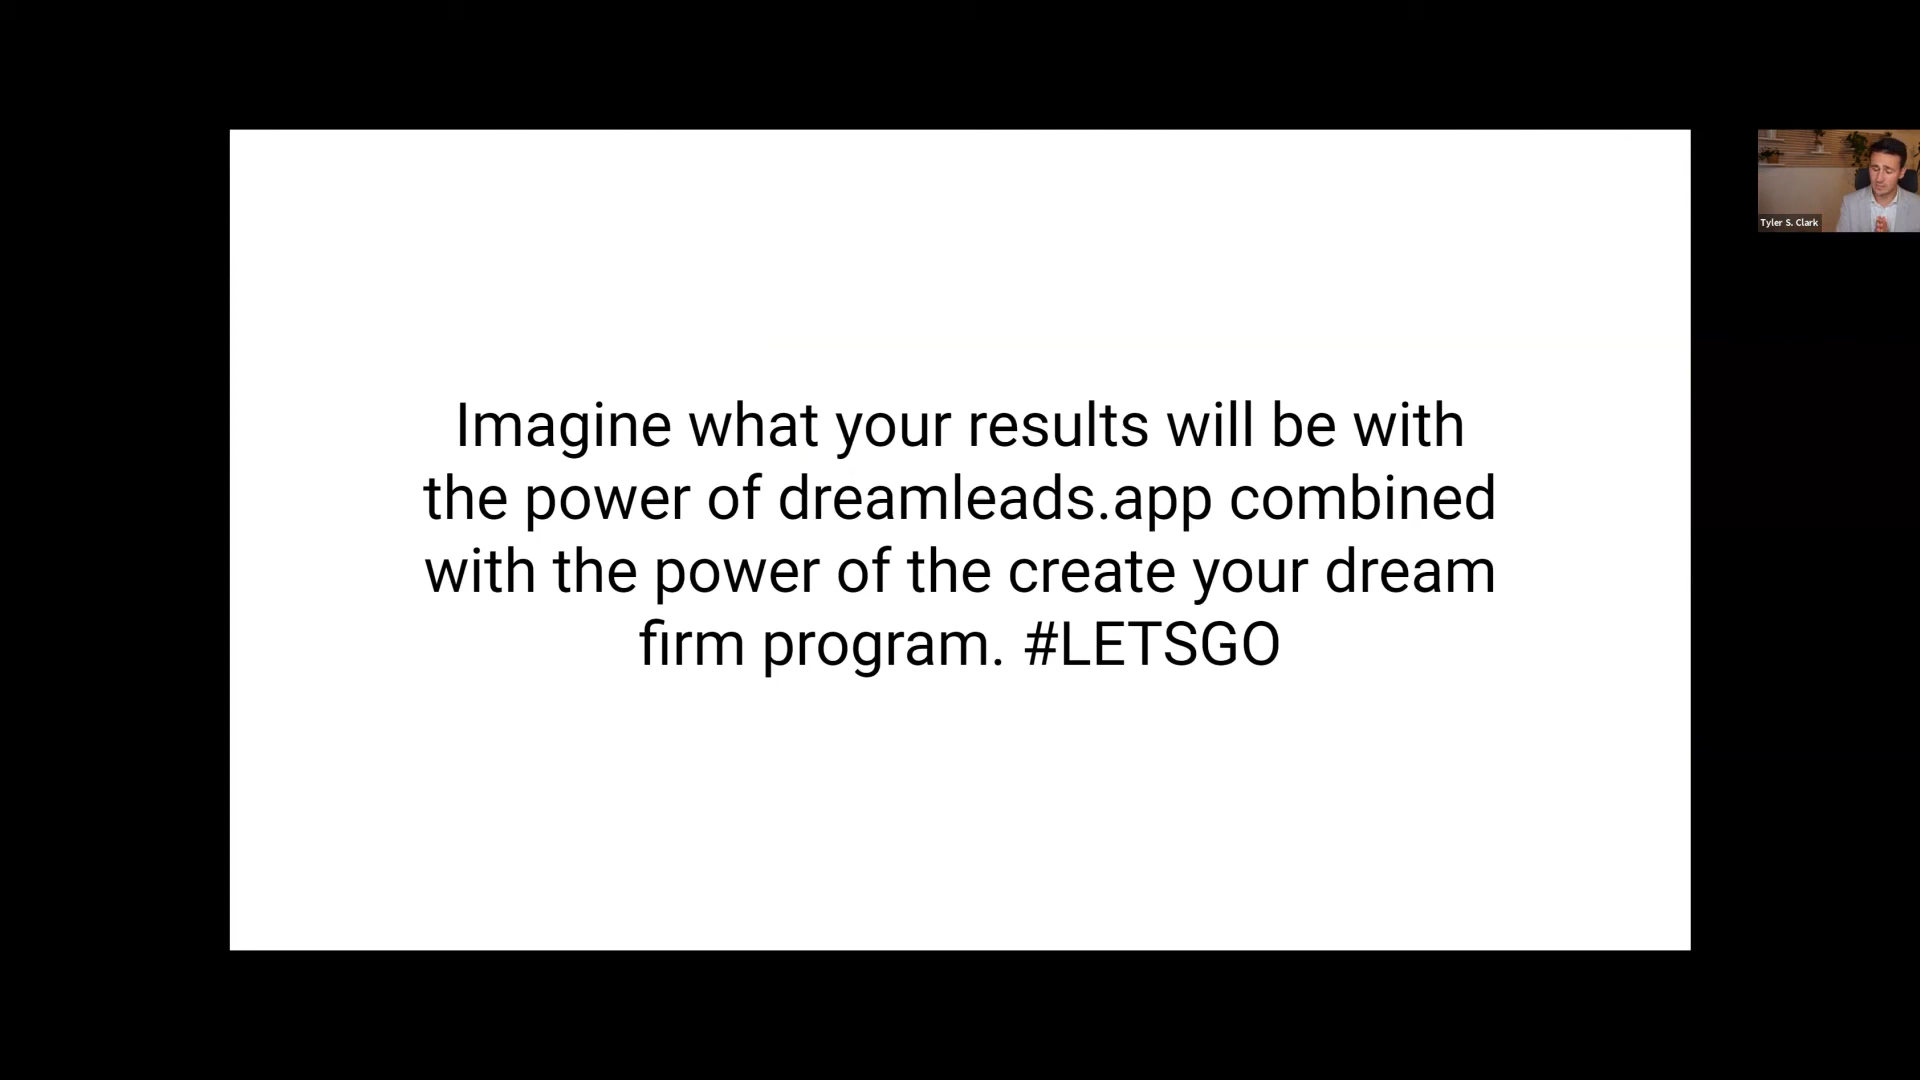 Imagine what your results will be with
the power of dreamleads.app combined
with the power of the create your dream
firm program. #LETSGO
Tyler S. Clark